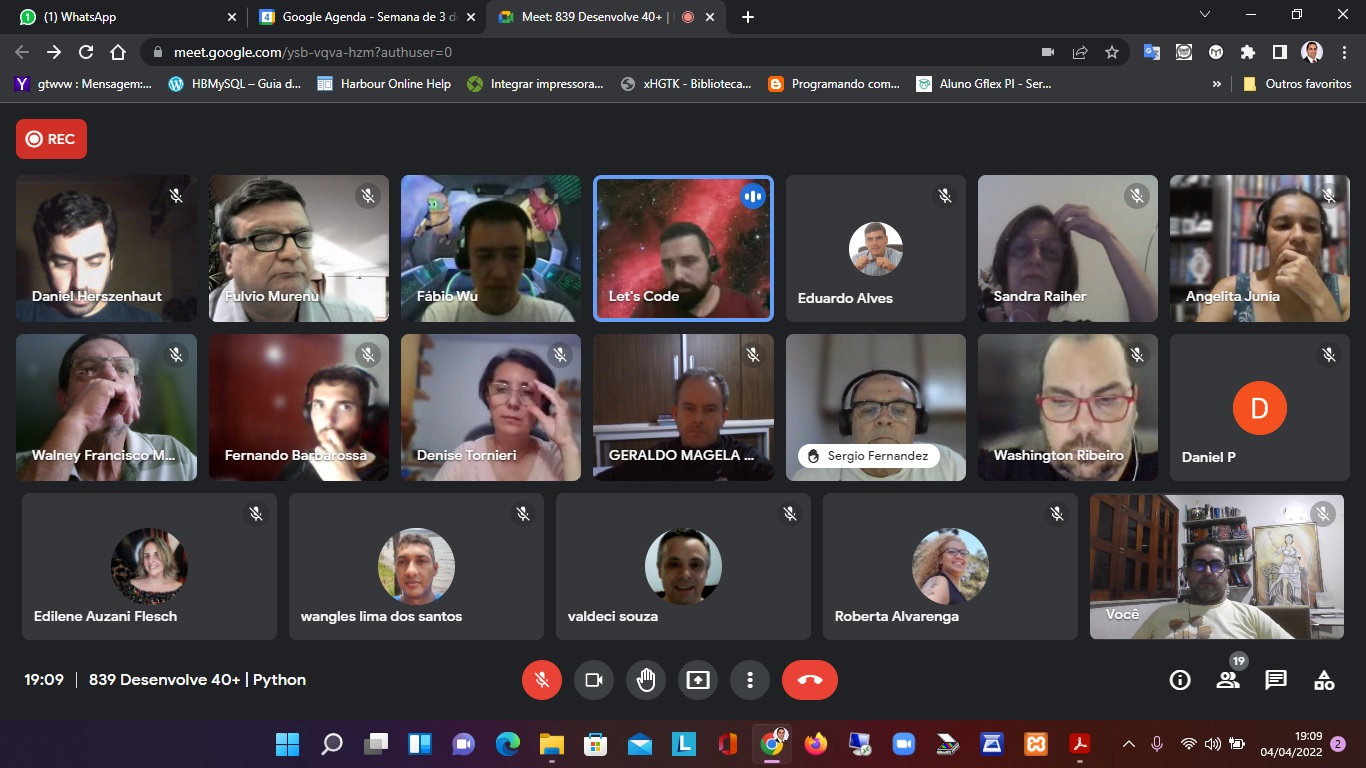 (1) WhatsApp
Google Agenda - Semana de 3 d
Meet: 839 Desenvolve 40+ |
meet.google.com/ysb-vqva-hzm?authuser=0
gtwww : Mensagem:...
HBMySQL – Guia d...
Harbour Online Help
Integrar impressora...
xHGTK - Biblioteca...
Programando com...
Aluno Gflex PI - Ser...
»
Outros favoritos
REC
Daniel Herszenhaut
Fulvio Murenu
Fábio Wu
Let's Code
Eduardo Alves
Sandra Raiher
Angelita Junia
Walney Francisco M...
Fernando Barbarossa
Denise Tornieri
GERALDO MAGELA ...
Sergio Fernandez
Washington Ribeiro
D
Daniel P
Edilene Auzani Flesch
wangles lima dos santos
valdeci souza
Roberta Alvarenga
Você
19:09 | 839 Desenvolve 40+ | Python
19
19:09
04/04/2022
2